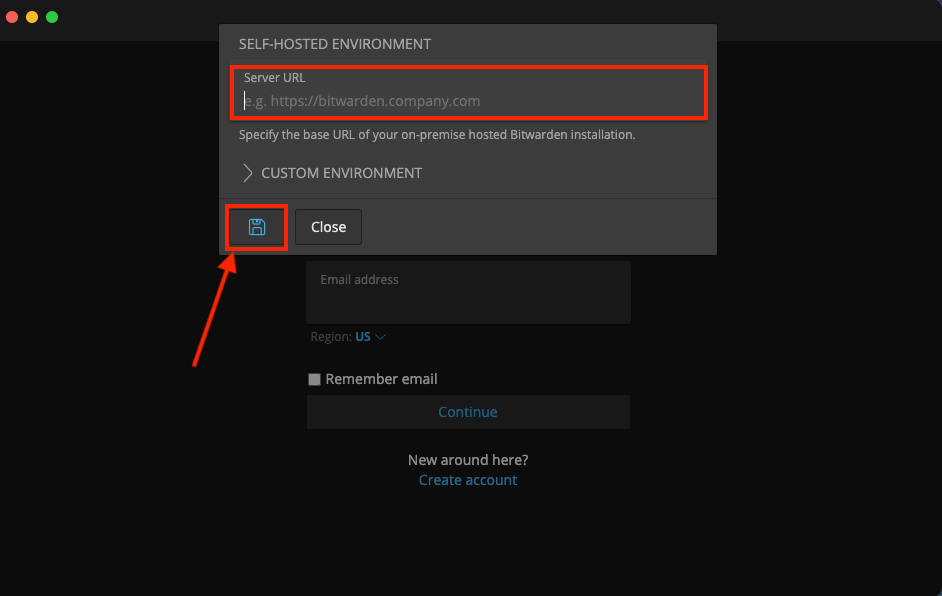 SELF-HOSTED ENVIRONMENT
Server URL
e.g. https://bitwarden.company.com
Specify the base URL of your on-premise hosted Bitwarden installation.
CUSTOM ENVIRONMENT
Close
Email address
Region: US
Remember email
Continue
New around here?
Create account